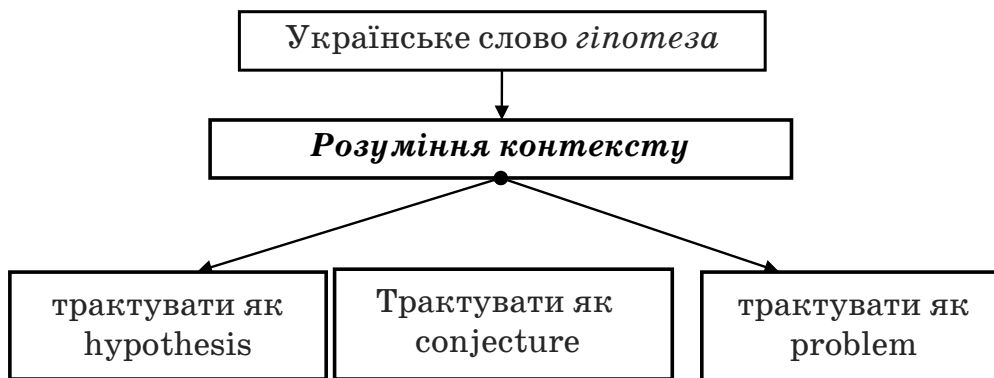 Українське слово гіпотеза
Розуміння контексту
трактувати як
hypothesis
Трактувати як
conjecture
трактувати як
problem